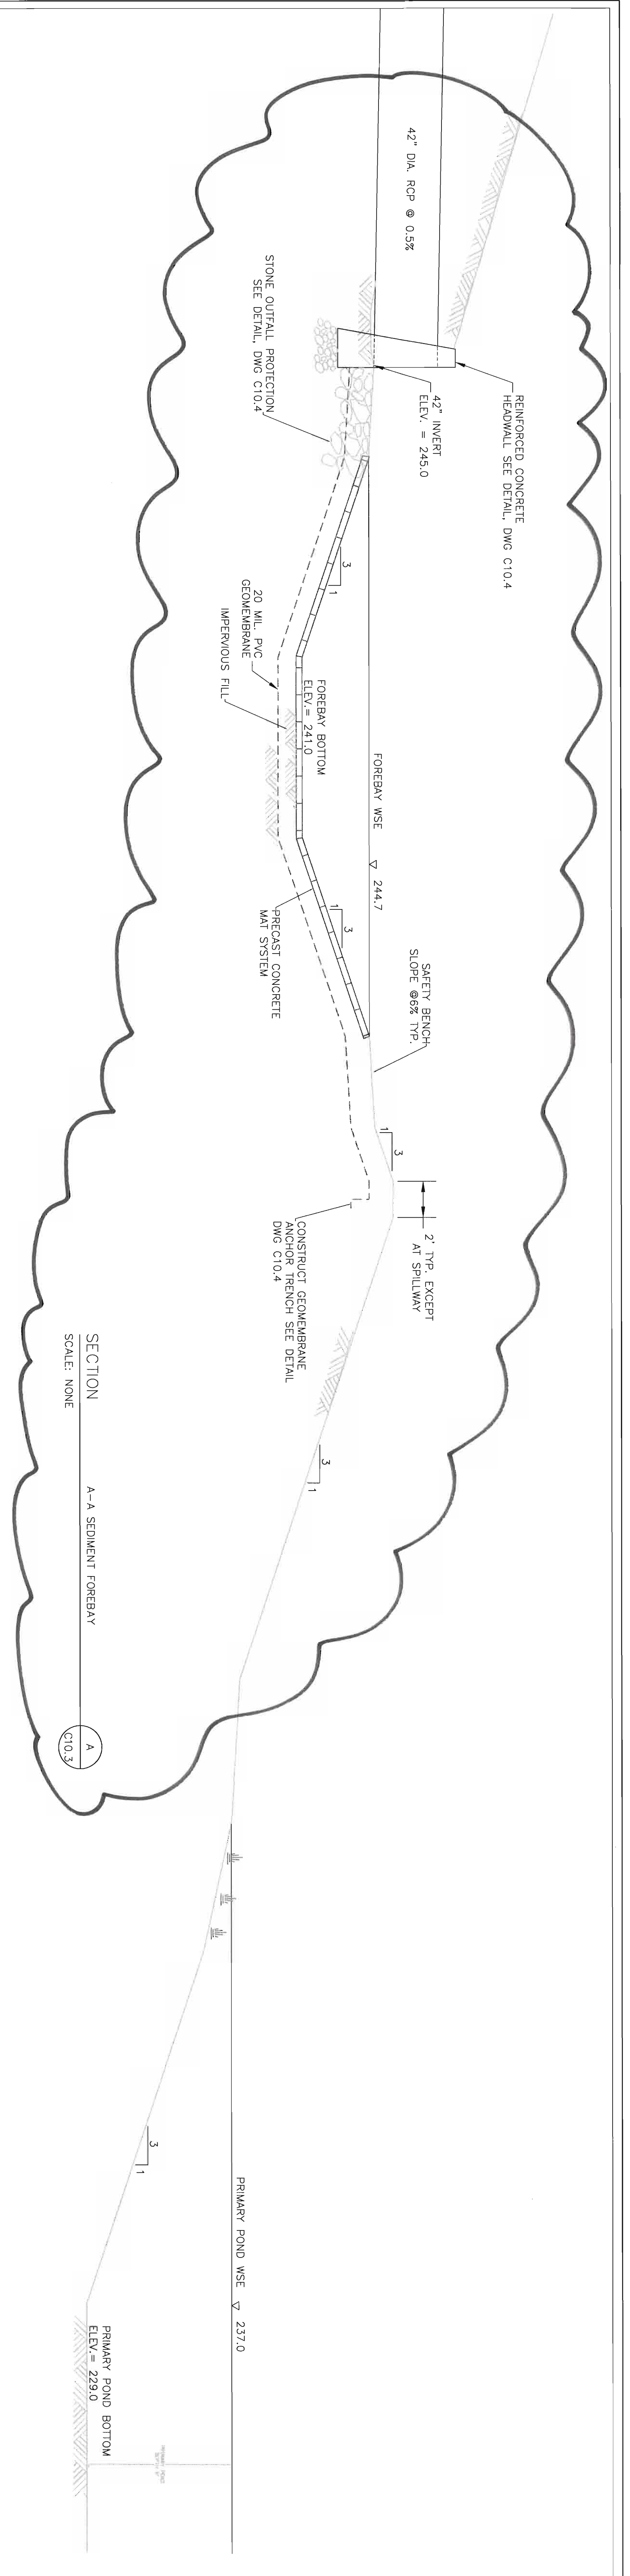 42" DIA. RCP @ 0.5%
REINFORCED CONCRETE
HEADWALL SEE DETAIL, DWG C10.4
42" INVERT
ELEV. = 245.0
STONE OUTFALL PROTECTION
SEE DETAIL, DWG C10.4
3
1
20 MIL. PVC
GEOMEMBRANE
IMPERVIOUS FILL
FOREBAY BOTTOM
ELEV.= 241.0
FOREBAY WSE 244.7
1
3
PRECAST CONCRETE
MAT SYSTEM
SAFETY BENCH
SLOPE @6% TYP.
1
3
2' TYP. EXCEPT
AT SPILLWAY
CONSTRUCT GEOMEMBRANE
ANCHOR TRENCH SEE DETAIL
DWG C10.4
3
1
SECTION
A-A SEDIMENT FOREBAY
SCALE: NONE
A
C10.3
3
1
PRIMARY POND WSE 237.0
PRIMARY POND BOTTOM
ELEV.= 229.0